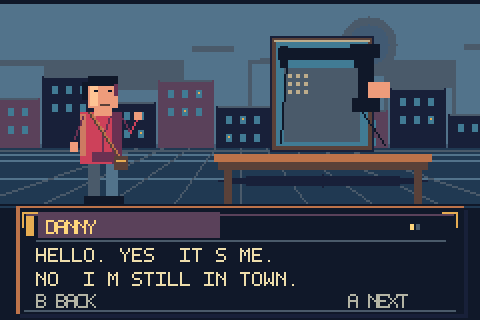 DANNY
HELLO. YES  IT S ME.
NO  I M STILL IN TOWN.
B BACK
A NEXT